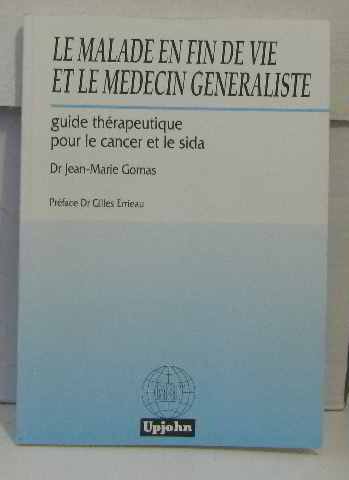 LE MALADE EN FIN DE VIE
ET LE MEDECIN GENERALISTE
guide thérapeutique
pour le cancer et le sida
Dr Jean-Marie Gomas
Préface Dr Gilles Errieau
Upjohn